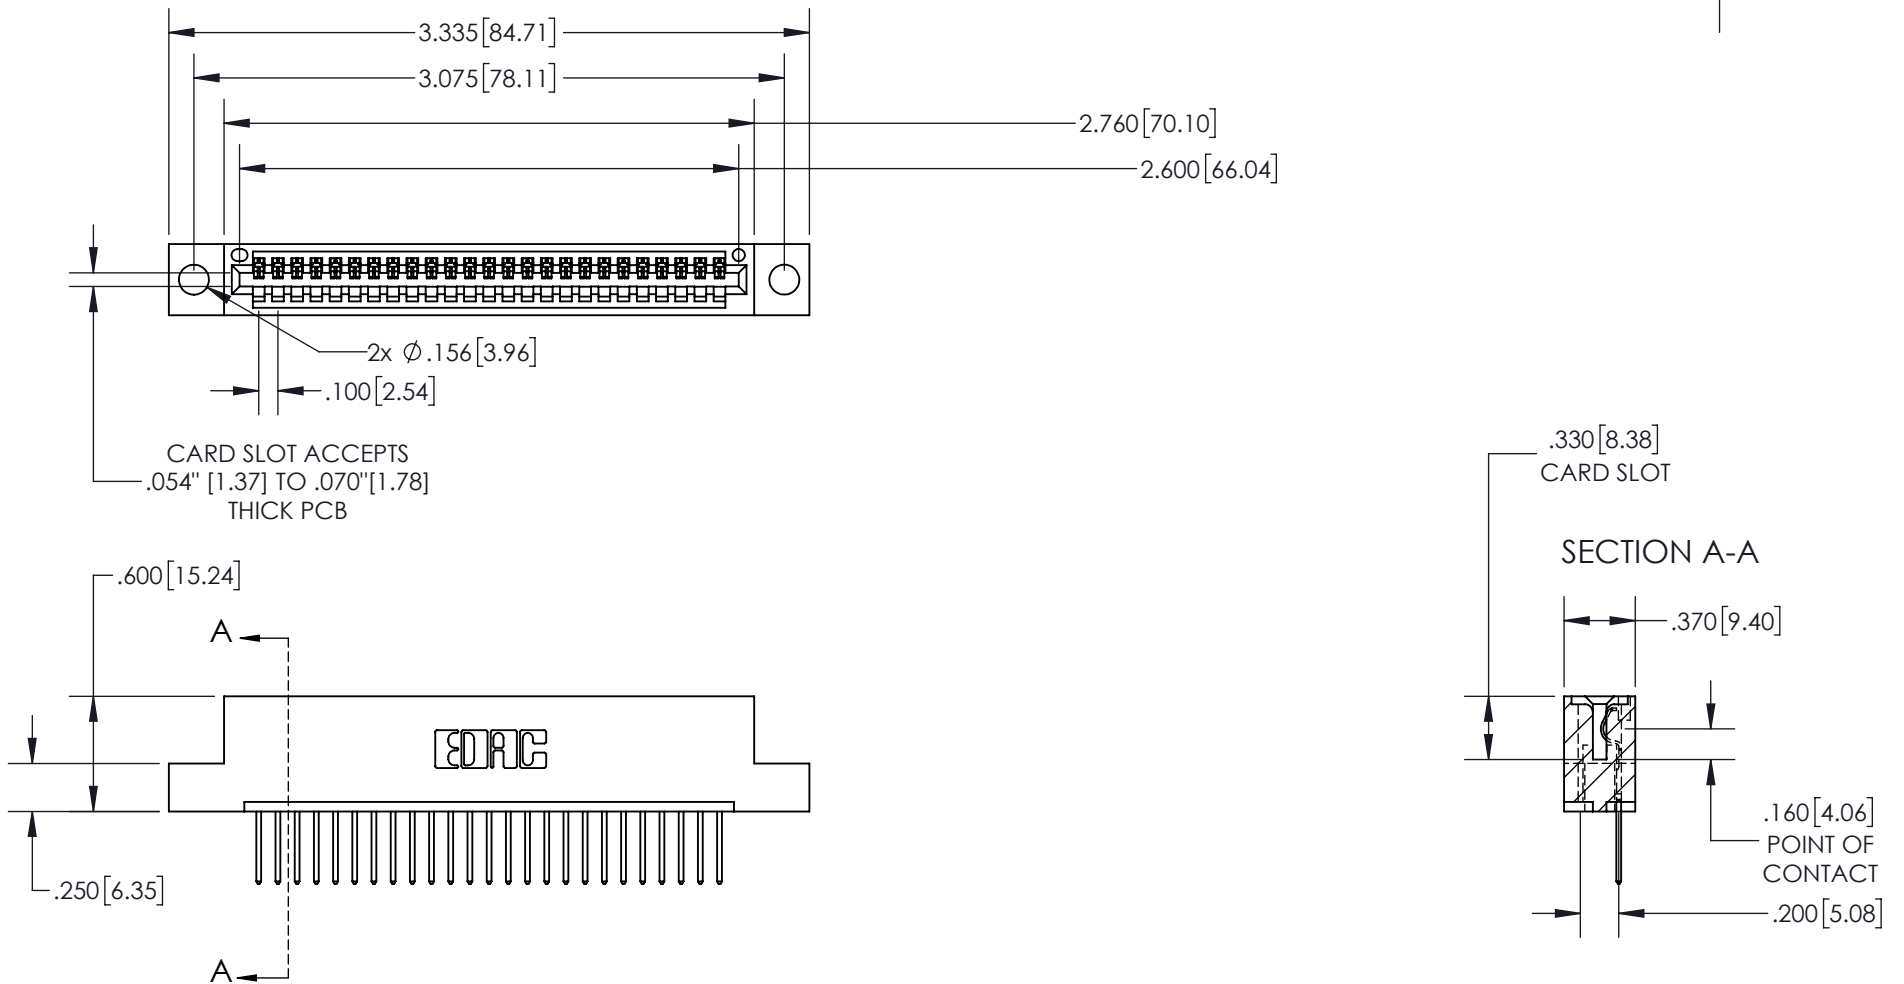 3.335[84.71]
3.075[78.11]
2.760[70.10]
2.600[66.04]
2x Ø.156[3.96]
.100[2.54]
CARD SLOT ACCEPTS
.054" [1.37] TO .070"[1.78]
THICK PCB
.330[8.38]
CARD SLOT
SECTION A-A
.600[15.24]
A
.370[9.40]
EDAC
.160[4.06]
POINT OF
CONTACT
.250[6.35]
.200[5.08]
A